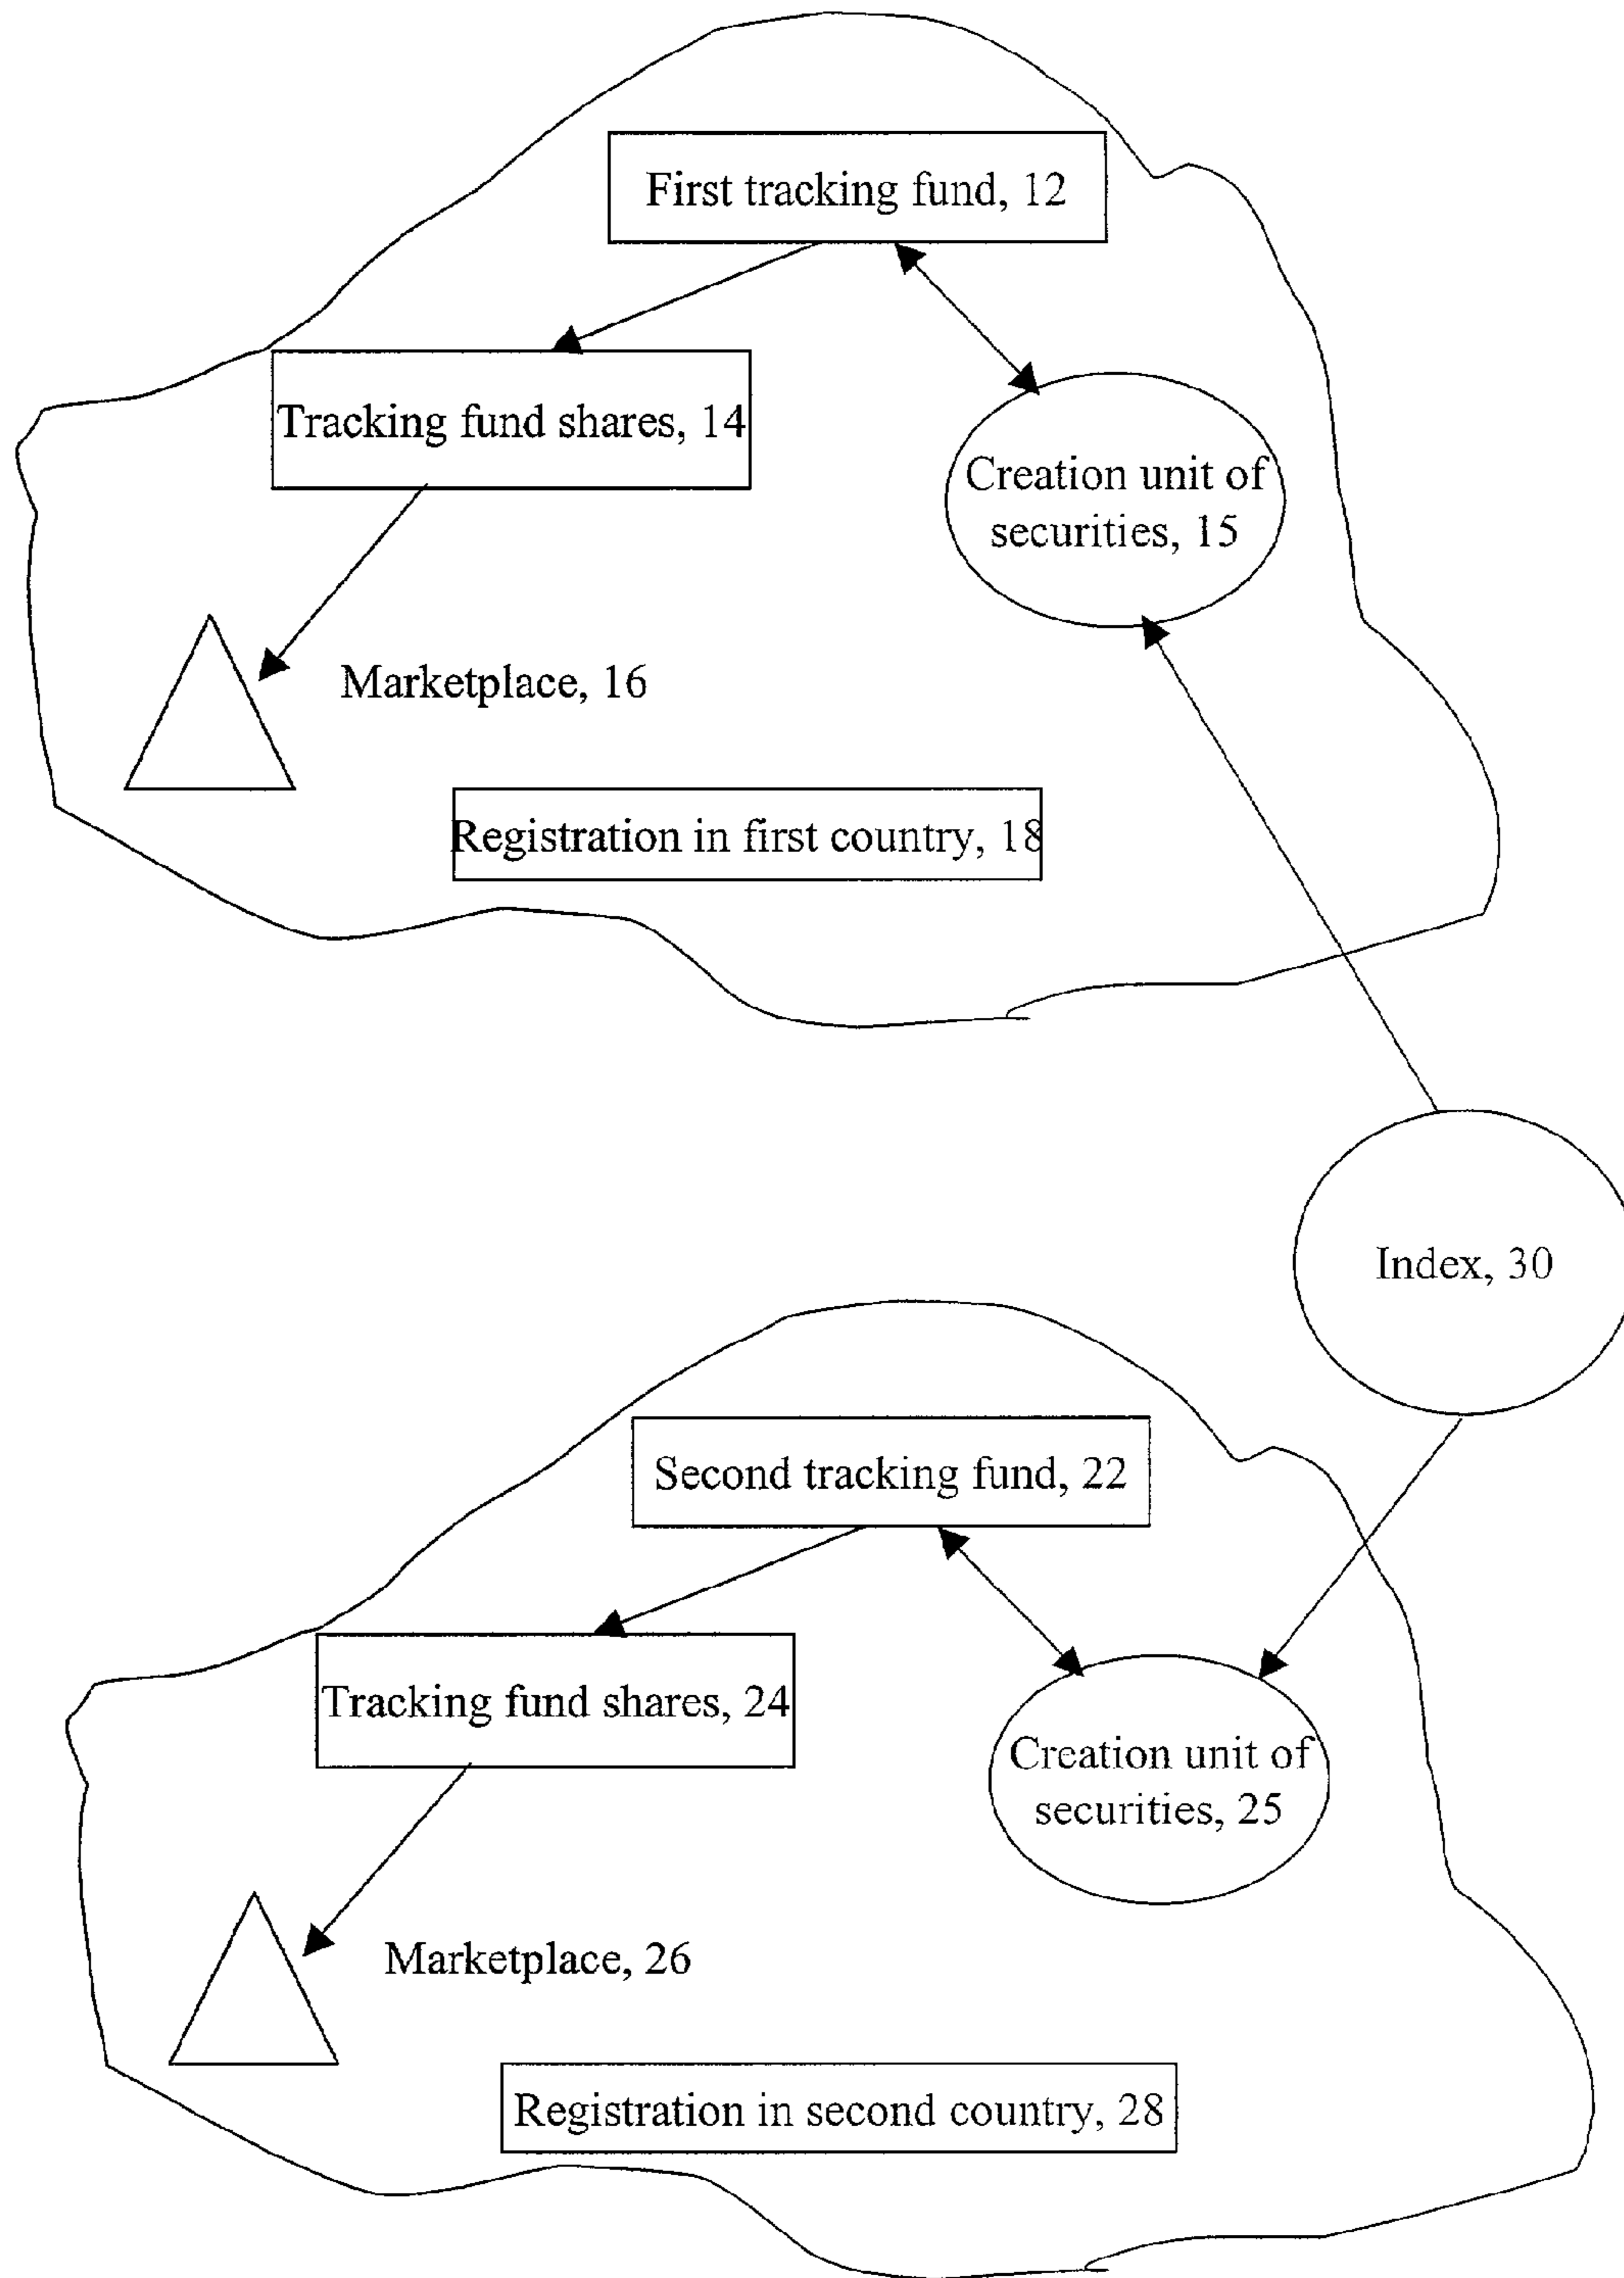 First tracking fund, 12
Tracking fund shares, 14
Creation unit of
securities, 15
Marketplace, 16
Registration in first country, 18
Index, 30
Second tracking fund, 22
Tracking fund shares, 24
Creation unit of
securities, 25
Marketplace, 26
Registration in second country, 28